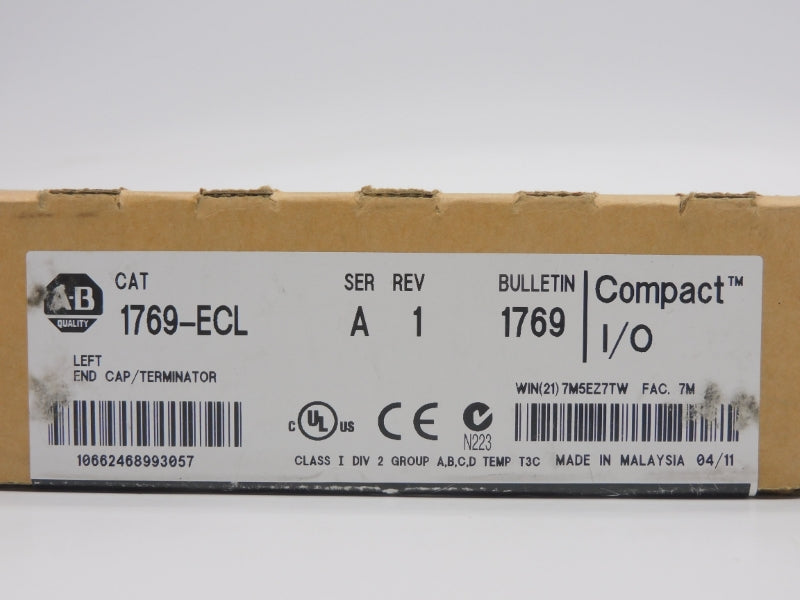 A-B
QUALITY
CAT
1769-ECL
LEFT
END CAP/TERMINATOR
10662468993057
SER REV
A 1
BULLETIN
1769
Compact™
I/O
WIN(21) 7M5EZ7TW FAC. 7M
c UL US
CE
N223
CLASS I DIV 2 GROUP A,B,C,D TEMP T3C
MADE IN MALAYSIA 04/11